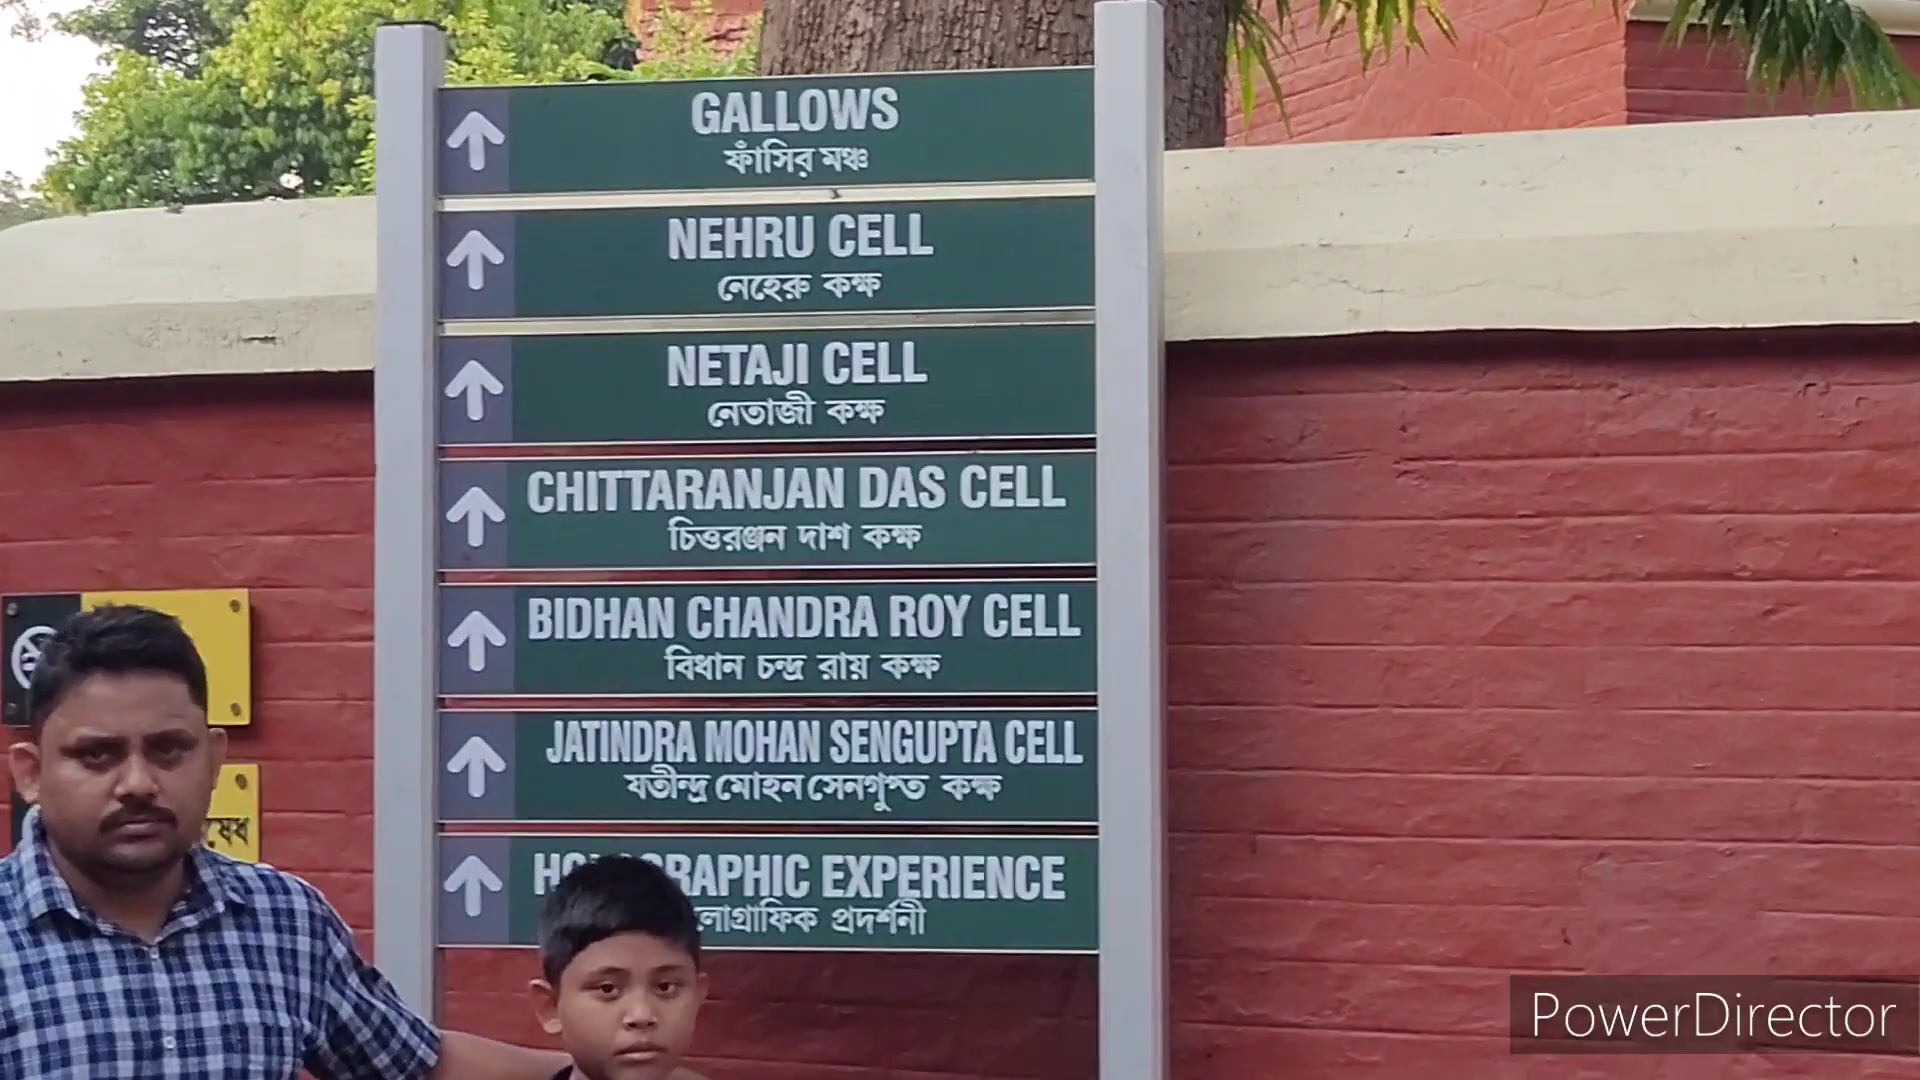 GALLOWS
ফাঁসির মঞ্চ
NEHRU CELL
নেহেরু কক্ষ
NETAJI CELL
নেতাজী কক্ষ
CHITTARANJAN DAS CELL
চিত্তরঞ্জন দাশ কক্ষ
BIDHAN CHANDRA ROY CELL
বিধান চন্দ্র রায় কক্ষ
JATINDRA MOHAN SENGUPTA CELL
যতীন্দ্র মোহন সেনগুপ্ত কক্ষ
EXPERIENCE
প্রদর্শনী
PowerDirector